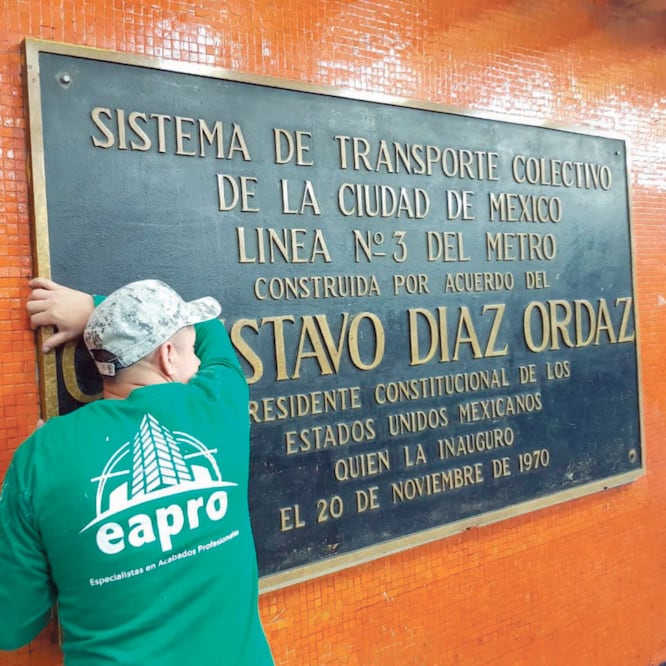 SISTEMA DE TRANSPORTE COLECTIVO
DE LA CIUDAD DE MEXICO
LINEA Nº 3 DEL METRO
CONSTRUIDA POR ACUERDO DEL
GUSTAVO DIAZ ORDAZ
PRESIDENTE CONSTITUCIONAL DE LOS
ESTADOS UNIDOS MEXICANOS
QUIEN LA INAUGURO
EL 20 DE NOVIEMBRE DE 1970
eapro
Especialistas en Acabados Profesionales